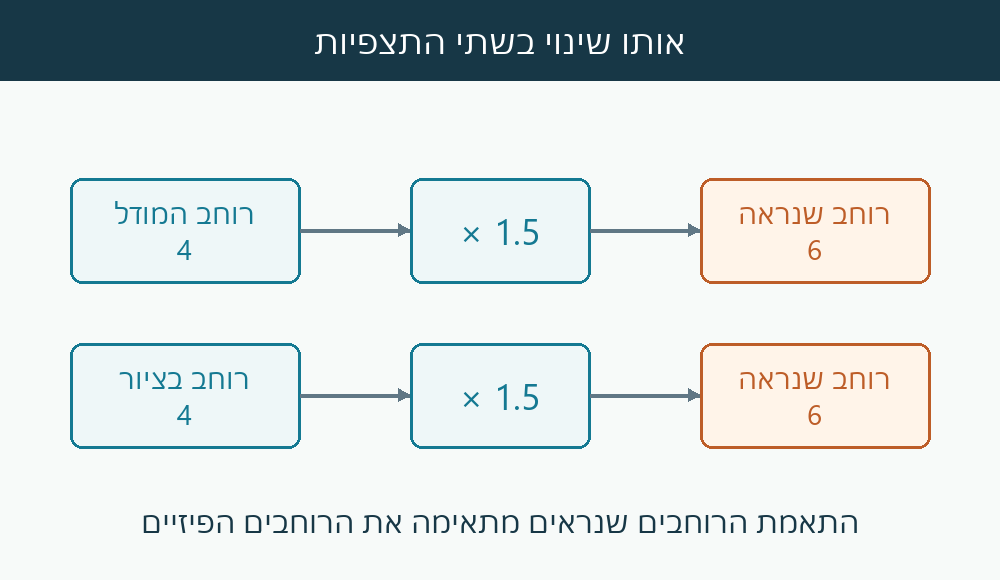 אותו שינוי בשתי התצפיות
רוחב המודל
4
× 1.5
רוחב שנראה
6
רוחב בציור
4
× 1.5
רוחב שנראה
6
התאמת הרוחבים שנראים מתאימה את הרוחבים הפיזיים